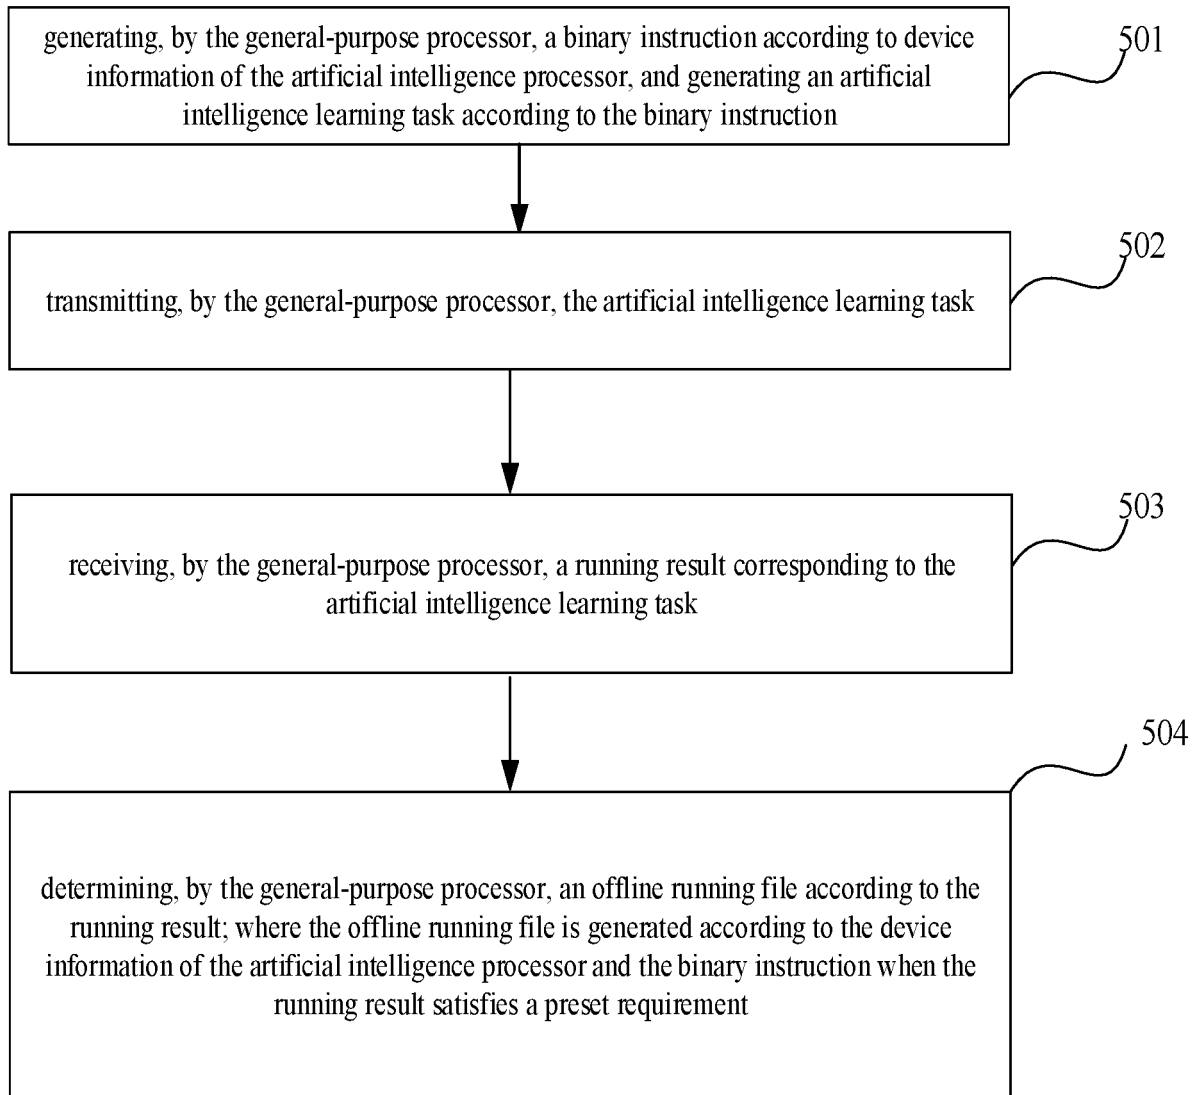 generating, by the general-purpose processor, a binary instruction according to device
information of the artificial intelligence processor, and generating an artificial
intelligence learning task according to the binary instruction
501
transmitting, by the general-purpose processor, the artificial intelligence learning task
502
receiving, by the general-purpose processor, a running result corresponding to the
artificial intelligence learning task
503
determining, by the general-purpose processor, an offline running file according to the
running result; where the offline running file is generated according to the device
information of the artificial intelligence processor and the binary instruction when the
running result satisfies a preset requirement
504